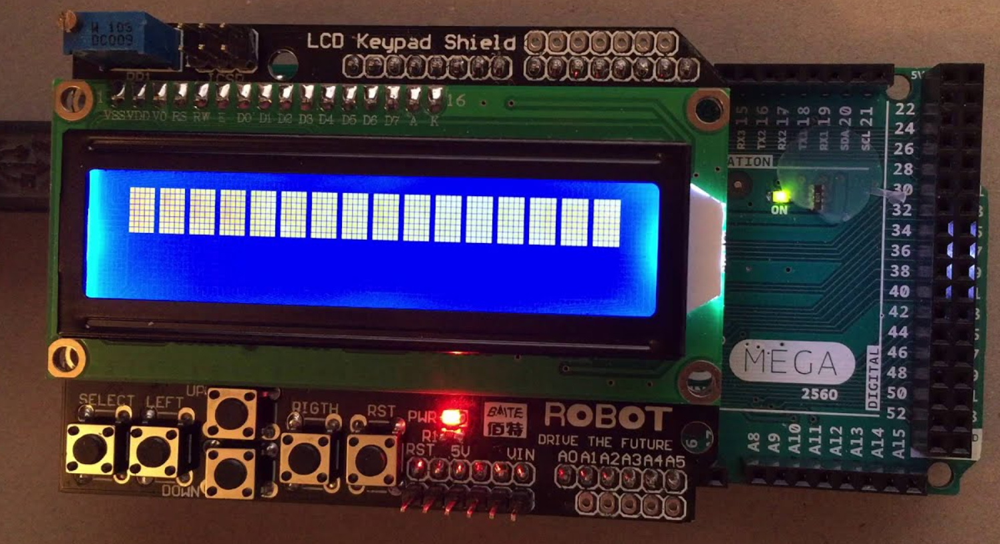 W 103
DC009
LCD Keypad Shield
1
16
VSS VDD V0 RS RW E D0 D1 D2 D3 D4 D5 D6 D7 A K
RX3 15
TX2 16
RX2 17
TX1 18
RX1 19
SDA 20
SCL 21
5V
22
24
26
28
30
32
34
36
38
40
42
44
46
48
50
52
ATION
ON
MEGA
2560
DIGITAL
SELECT
LEFT
UP
DOWN
RIGTH
RST
PWR
BAITE
佰特
ROBOT
DRIVE THE FUTURE
RST 5V VIN
A0 A1 A2 A3 A4 A5
A8
A9
A10
A11
A12
A13
A14
A15